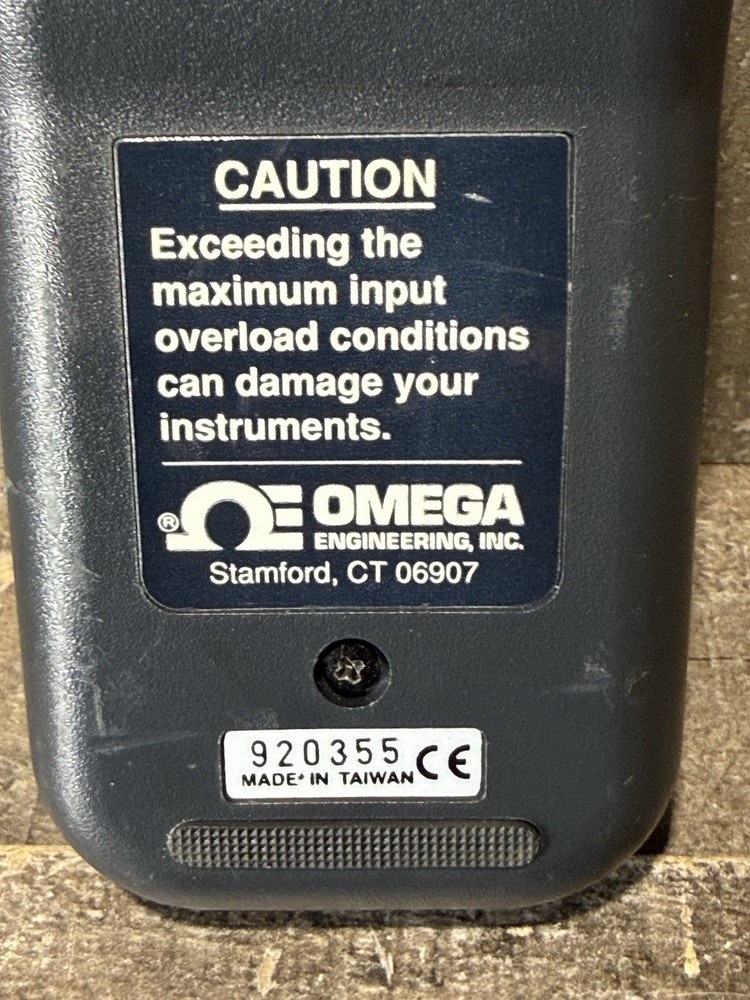 CAUTION
Exceeding the
maximum input
overload conditions
can damage your
instruments.
® ΩE OMEGA
ENGINEERING, INC.
Stamford, CT 06907
920355
MADE IN TAIWAN CE